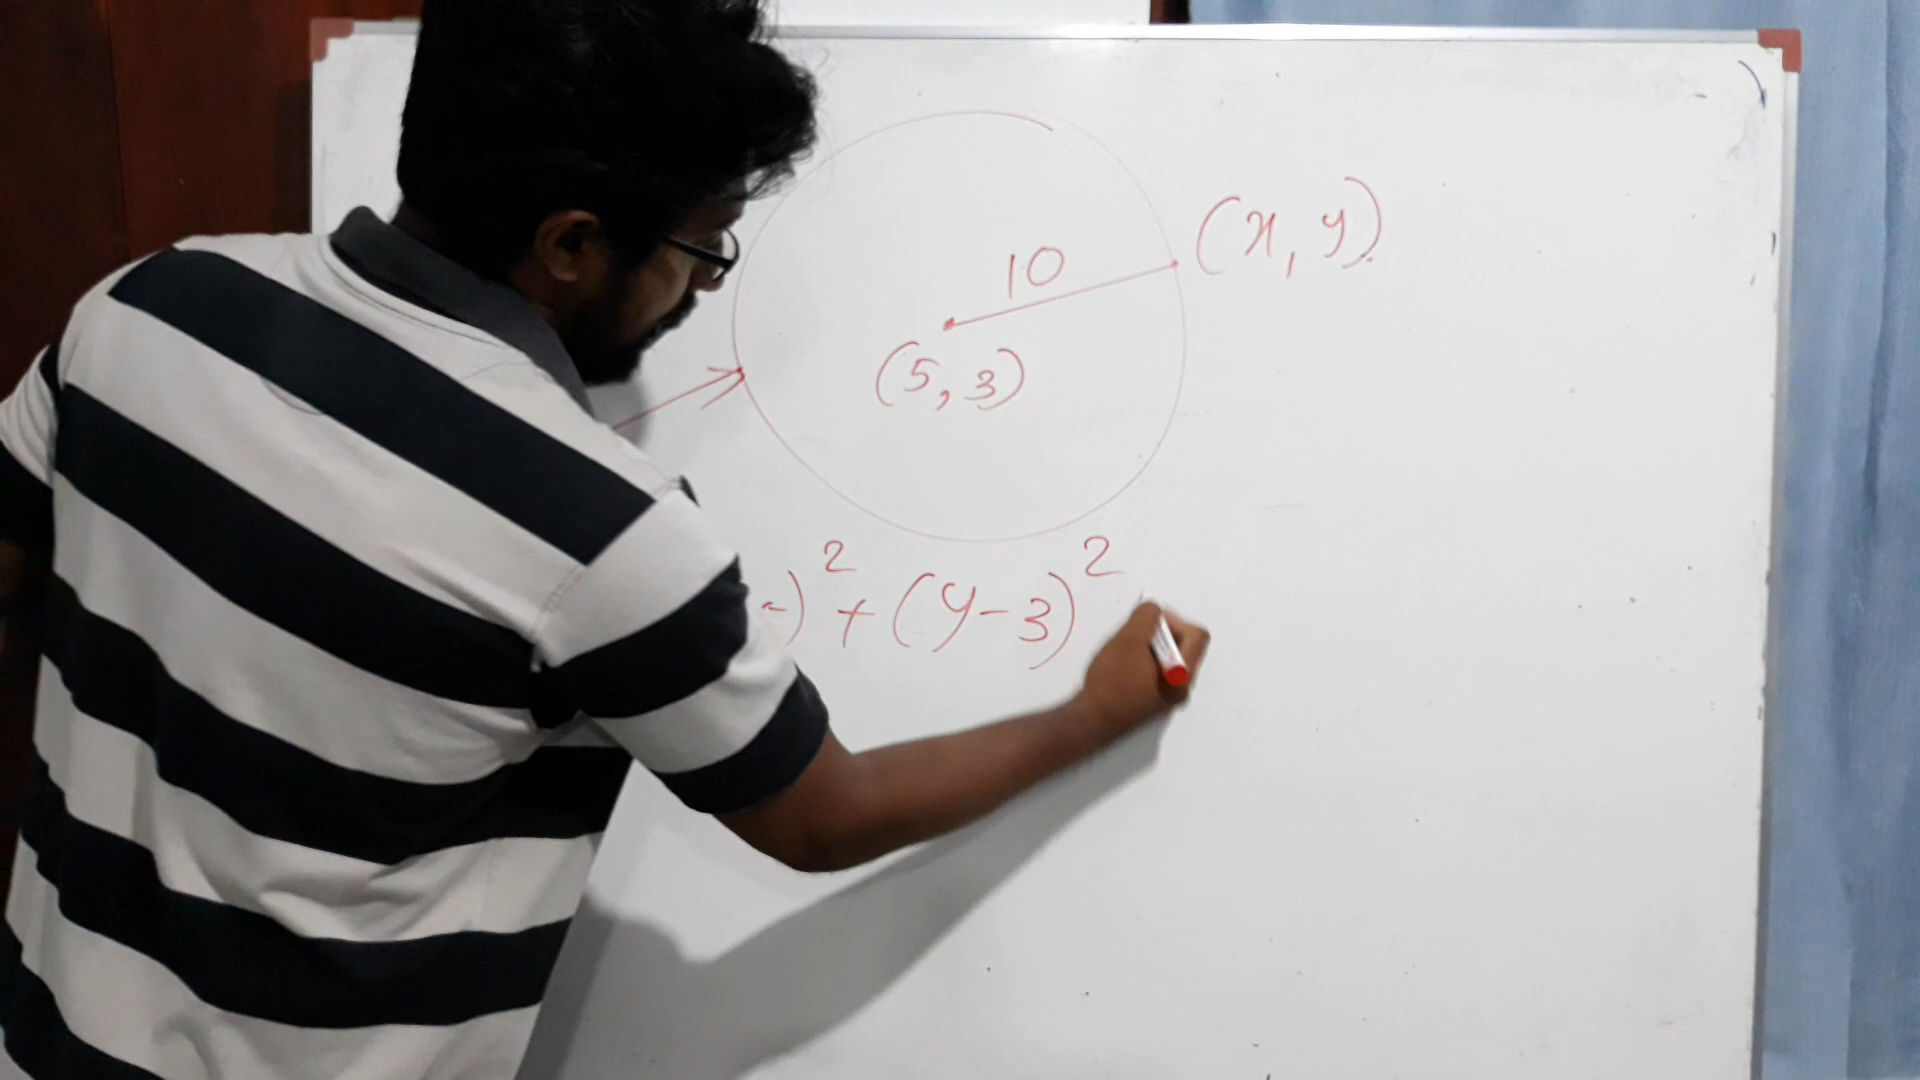 (x, y)
10
(5, 3)
)² + (y-3)²